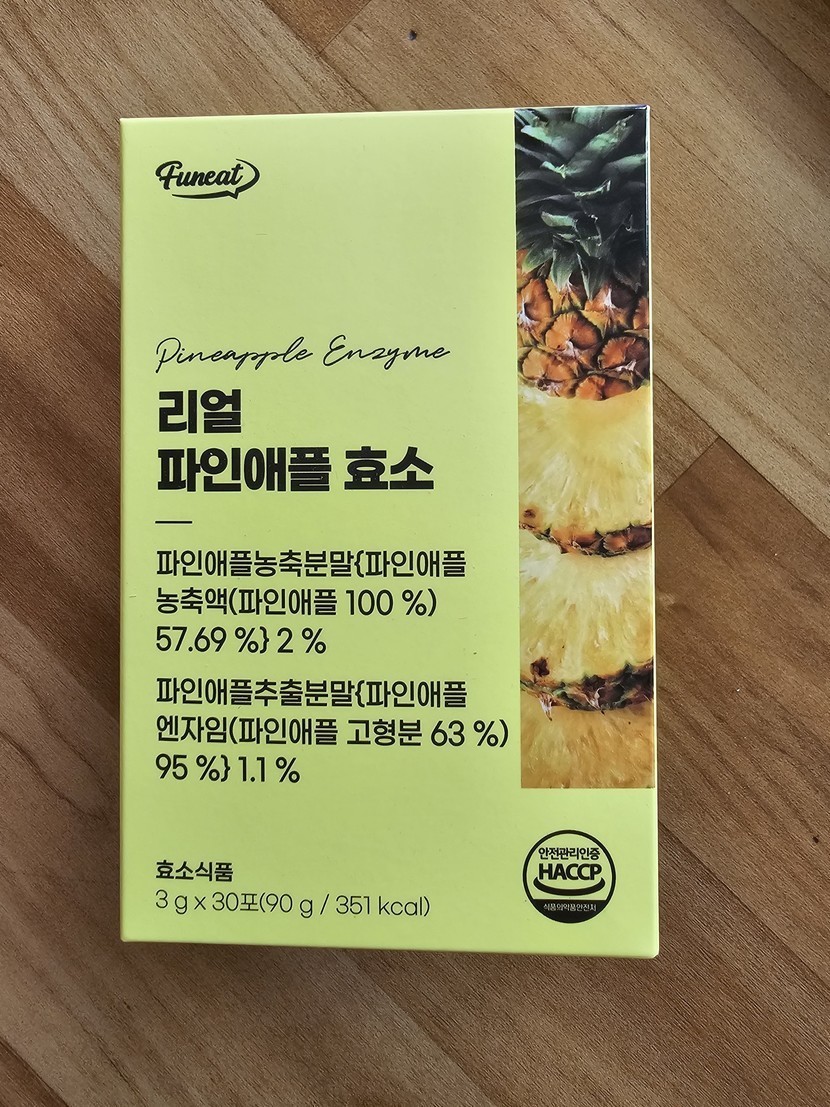 Funeat
Pineapple Enzyme
리얼
파인애플 효소
파인애플농축분말{파인애플
농축액(파인애플 100 %)
57.69 %} 2 %
파인애플추출분말{파인애플
엔자임(파인애플 고형분 63 %)
95 %} 1.1 %
효소식품
3 g x 30포(90 g / 351 kcal)
안전관리인증
HACCP
식품의약품안전처